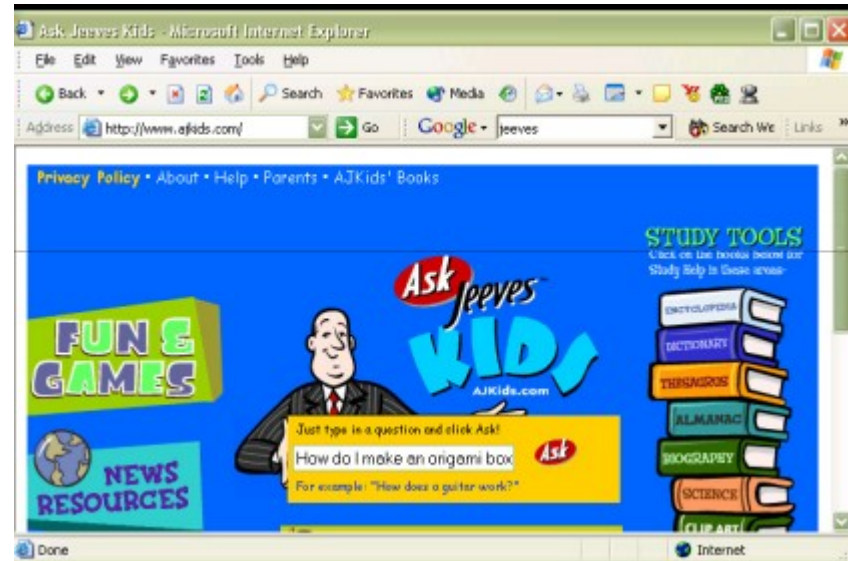 Ask Jeeves Kids - Microsoft Internet Explorer
File Edit View Favorites Tools Help
Back Search Favorites Media
Address http://www.ajkids.com/ Go Google jeeves Search We Links »
Privacy Policy • About • Help • Parents • AJKids' Books
STUDY TOOLS
Click on the books below for
Study Help in these areas-
Ask Jeeves™
KIDS
AJKids.com
FUN &
GAMES
NEWS
RESOURCES
Just type in a question and click Ask!
How do I make an origami box
Ask
For example: "How does a guitar work?"
ENCYCLOPEDIA
DICTIONARY
THESAURUS
ALMANAC
BIOGRAPHY
SCIENCE
CLIP ART
Done Internet